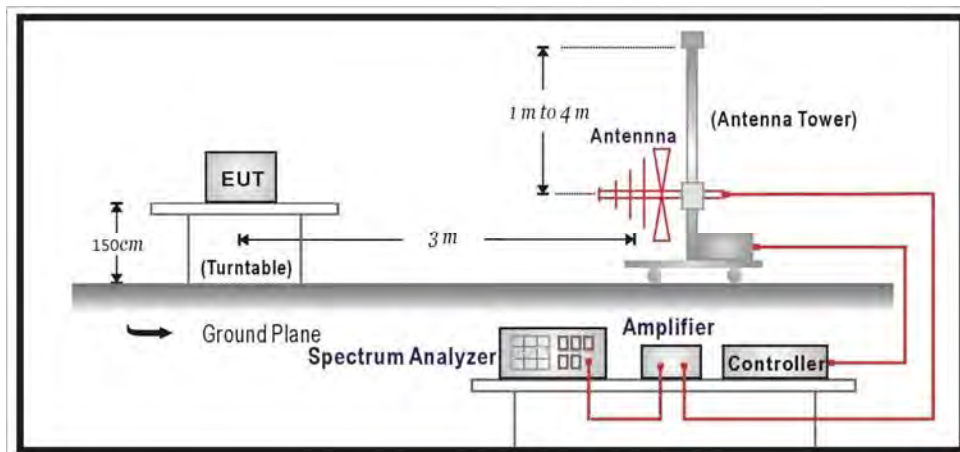 1 m to 4 m
(Antenna Tower)
Antennna
EUT
150cm
3 m
(Turntable)
Ground Plane
Amplifier
Spectrum Analyzer
Controller